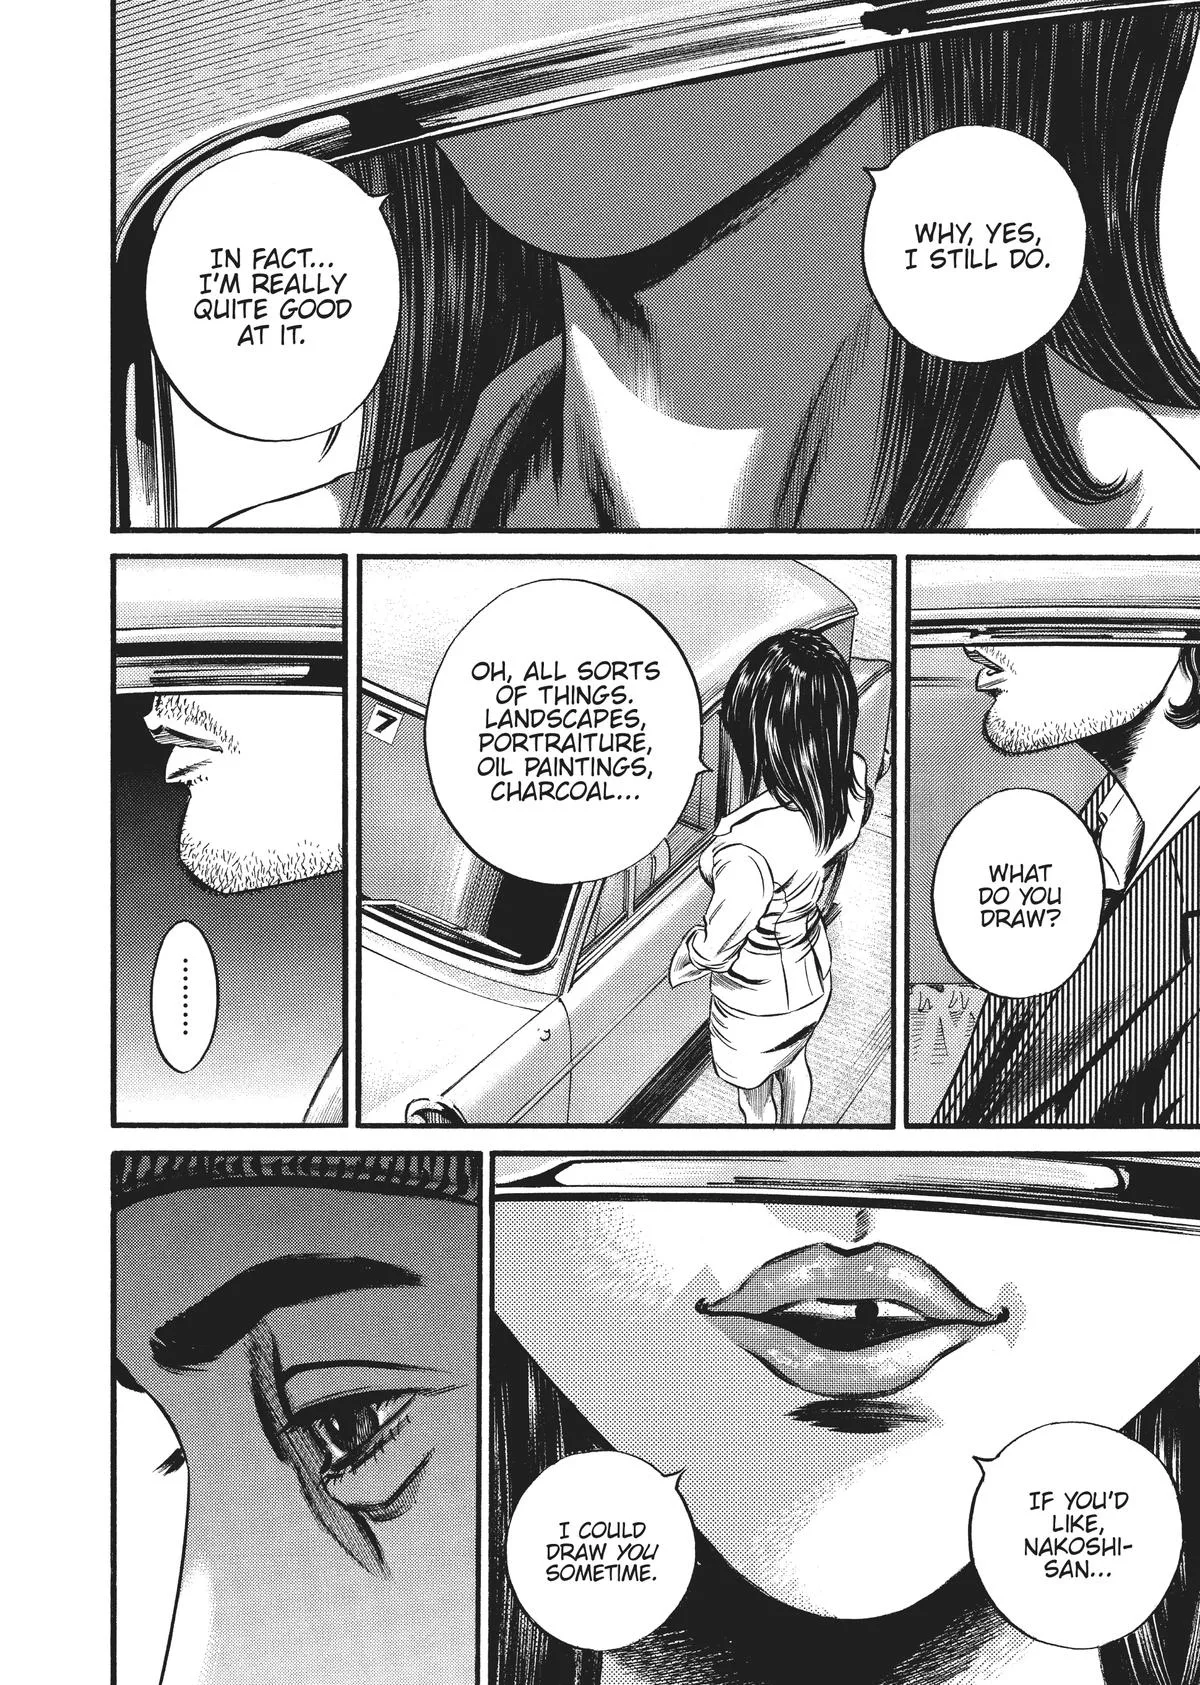 WHY, YES,
I STILL DO.
IN FACT...
I'M REALLY
QUITE GOOD
AT IT.
WHAT
DO YOU
DRAW?
OH, ALL SORTS
OF THINGS.
LANDSCAPES,
PORTRAITURE,
OIL PAINTINGS,
CHARCOAL...
7
.........
IF YOU'D
LIKE,
NAKOSHI-
SAN...
I COULD
DRAW YOU
SOMETIME.